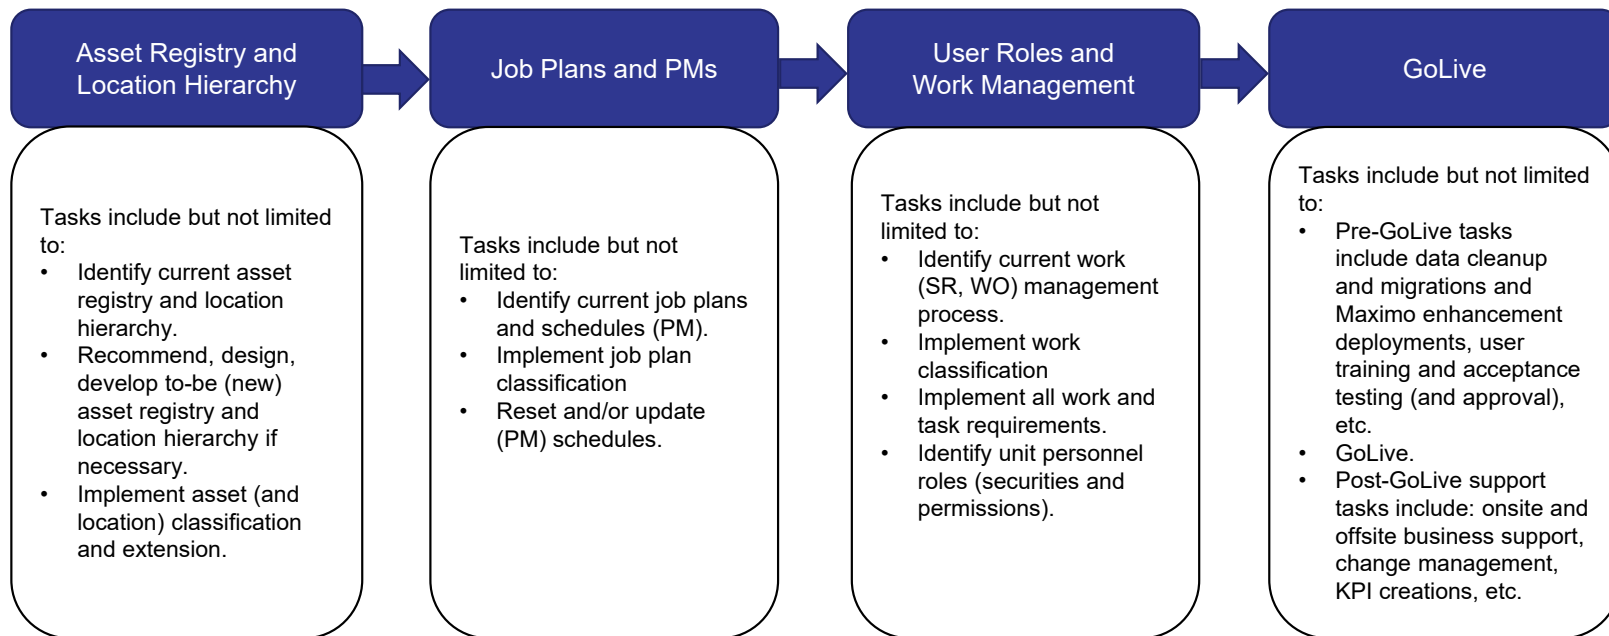 Asset Registry and
Location Hierarchy
Tasks include but not limited
to:
• Identify current asset
registry and location
hierarchy.
• Recommend, design,
develop to-be (new)
asset registry and
location hierarchy if
necessary.
• Implement asset (and
location) classification
and extension.
Job Plans and PMs
Tasks include but not
limited to:
• Identify current job plans
and schedules (PM).
• Implement job plan
classification
• Reset and/or update
(PM) schedules.
User Roles and
Work Management
Tasks include but not
limited to:
• Identify current work
(SR, WO) management
process.
• Implement work
classification
• Implement all work and
task requirements.
• Identify unit personnel
roles (securities and
permissions).
GoLive
Tasks include but not limited
to:
• Pre-GoLive tasks
include data cleanup
and migrations and
Maximo enhancement
deployments, user
training and acceptance
testing (and approval),
etc.
• GoLive.
• Post-GoLive support
tasks include: onsite and
offsite business support,
change management,
KPI creations, etc.